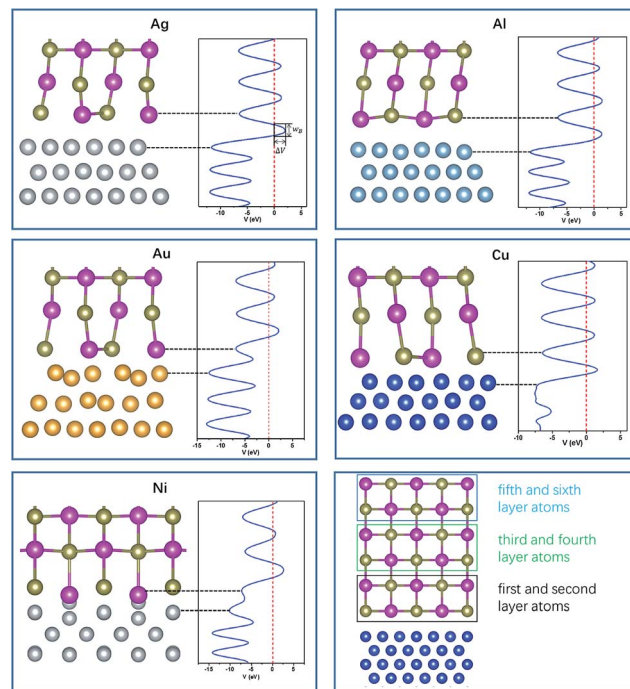 Ag
w_B
ΔV
-10
-5
0
5
V (eV)
Al
-10
-5
0
5
V (eV)
Au
-15
-10
-5
0
5
V (eV)
Cu
-10
-5
0
5
V (eV)
Ni
-15
-10
-5
0
5
V (eV)
fifth and sixth
layer atoms
third and fourth
layer atoms
first and second
layer atoms